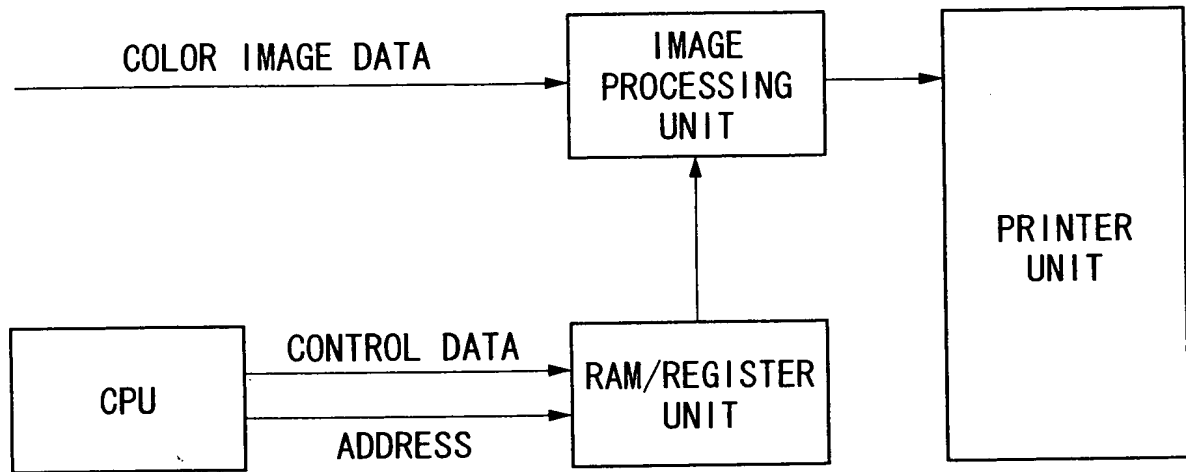 COLOR IMAGE DATA
IMAGE
PROCESSING
UNIT
PRINTER
UNIT
CPU
CONTROL DATA
ADDRESS
RAM/REGISTER
UNIT